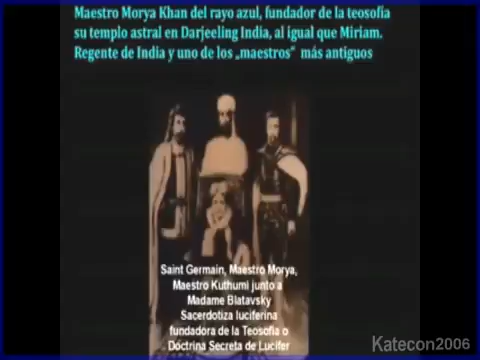 Maestro Morya Khan del rayo azul, fundador de la teosofía
su templo astral en Darjeeling India, al igual que Miriam.
Regente de India y uno de los „maestros“ más antiguos
Saint Germain, Maestro Morya,
Maestro Kuthumi junto a
Madame Blatavsky
Sacerdotiza luciferina
fundadora de la Teosofia o
Doctrina Secreta de Lucifer
Katecon2006